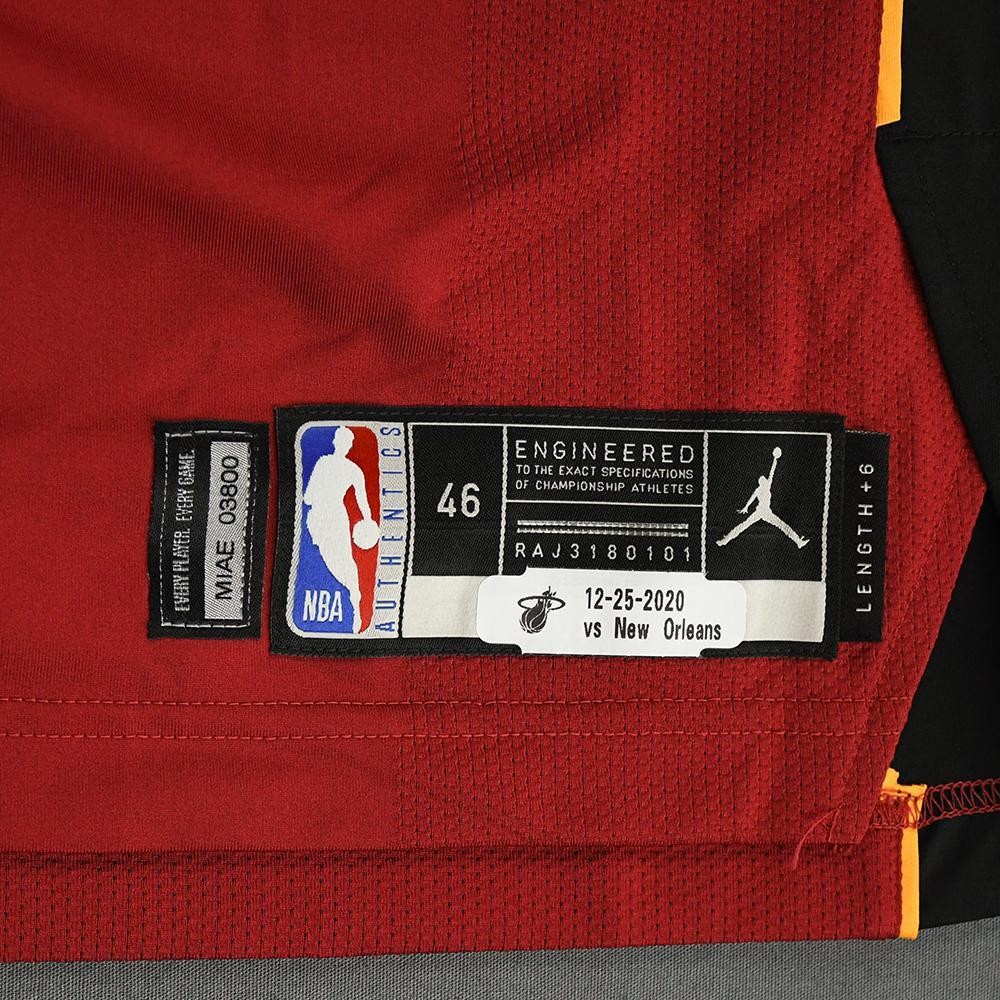 EVERY PLAYER. EVERY GAME.
MIAE 03800
NBA
AUTHENTICS
46
ENGINEERED
TO THE EXACT SPECIFICATIONS
OF CHAMPIONSHIP ATHLETES
RAJ3180101
12-25-2020
vs New Orleans
LENGTH+6